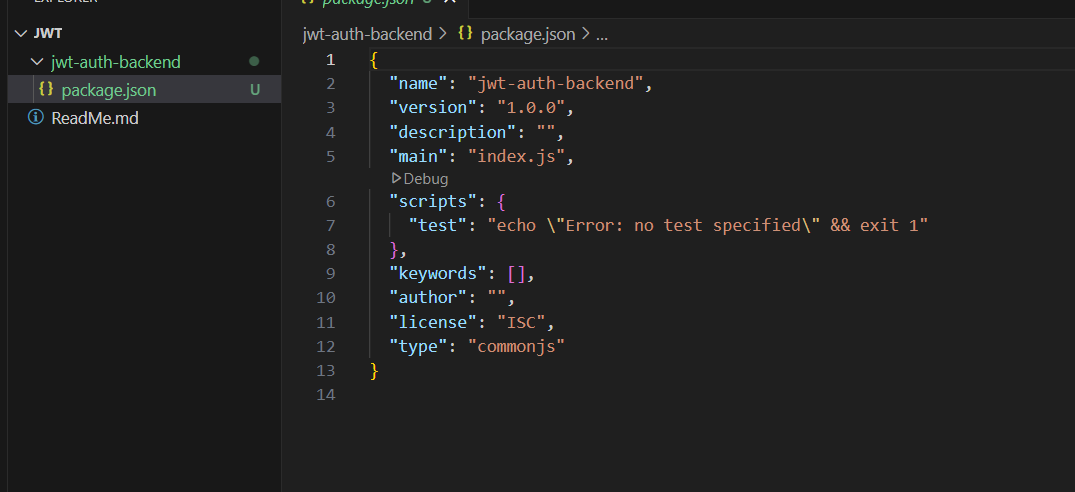 EXPLORER
package.json U
JWT
jwt-auth-backend
package.json U
ReadMe.md
jwt-auth-backend > {} package.json > ...
1 {
2 "name": "jwt-auth-backend",
3 "version": "1.0.0",
4 "description": "",
5 "main": "index.js",
Debug
6 "scripts": {
7 "test": "echo \"Error: no test specified\" && exit 1"
8 },
9 "keywords": [],
10 "author": "",
11 "license": "ISC",
12 "type": "commonjs"
13 }
14